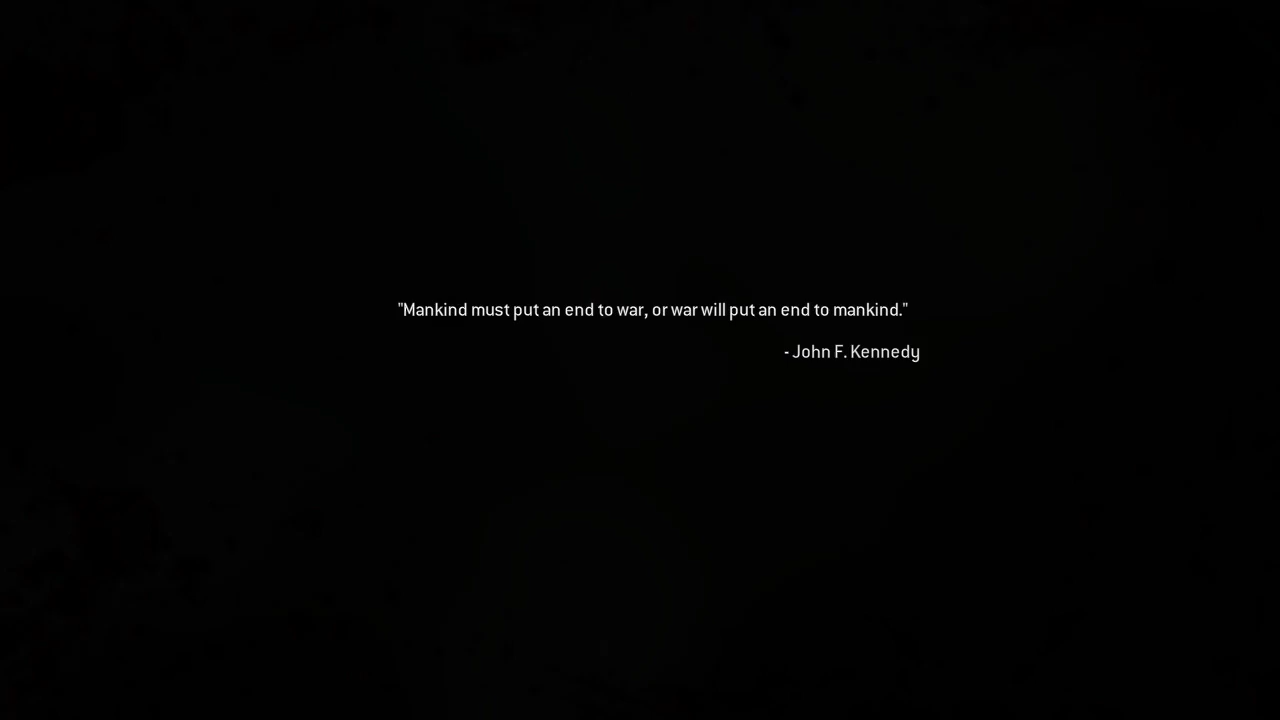 "Mankind must put an end to war, or war will put an end to mankind."
- John F. Kennedy